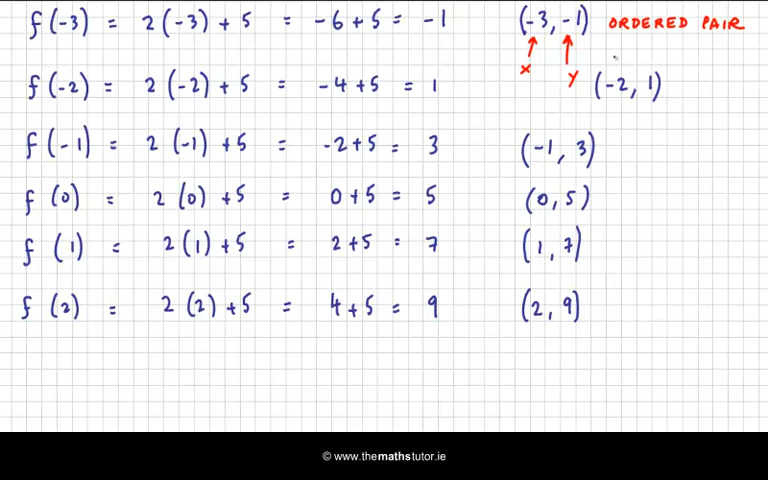 f(-3) = 2(-3) + 5 = -6 + 5 = -1 (-3, -1) ORDERED PAIR
x y
f(-2) = 2(-2) + 5 = -4 + 5 = 1 (-2, 1)
f(-1) = 2(-1) + 5 = -2 + 5 = 3 (-1, 3)
f(0) = 2(0) + 5 = 0 + 5 = 5 (0, 5)
f(1) = 2(1) + 5 = 2 + 5 = 7 (1, 7)
f(2) = 2(2) + 5 = 4 + 5 = 9 (2, 9)
© www.themathstutor.ie